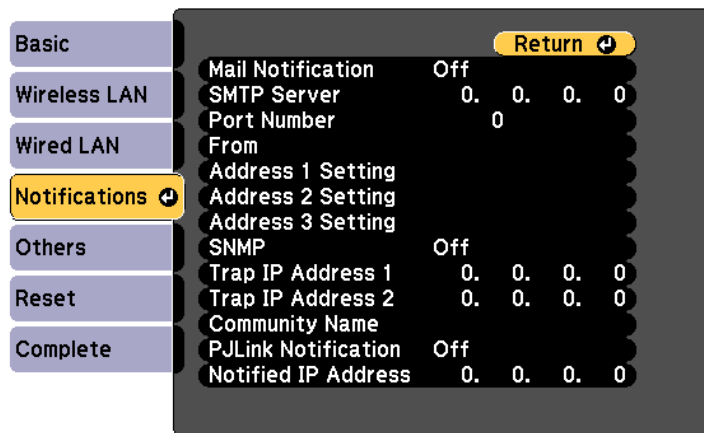 Basic
Wireless LAN
Wired LAN
Notifications
Others
Reset
Complete
Return
Mail Notification Off
SMTP Server 0. 0. 0. 0
Port Number 0
From
Address 1 Setting
Address 2 Setting
Address 3 Setting
SNMP Off
Trap IP Address 1 0. 0. 0. 0
Trap IP Address 2 0. 0. 0. 0
Community Name
PJLink Notification Off
Notified IP Address 0. 0. 0. 0